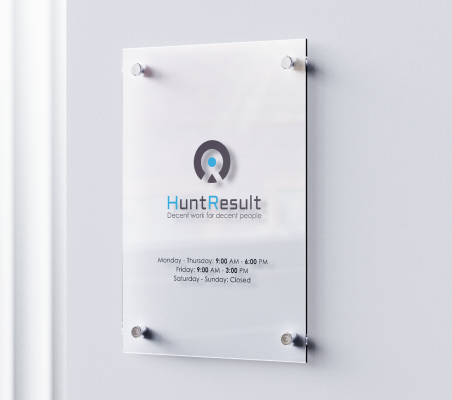 HuntResult
Decent work for decent people
Monday - Thursday: 9:00 AM - 6:00 PM
Friday: 9:00 AM - 3:00 PM
Saturday - Sunday: Closed